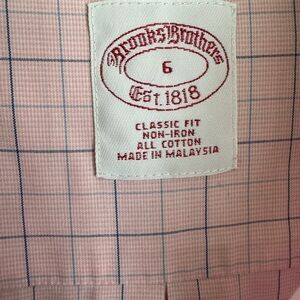 Brooks Brothers
6
Est. 1818
CLASSIC FIT
NON-IRON
ALL COTTON
MADE IN MALAYSIA